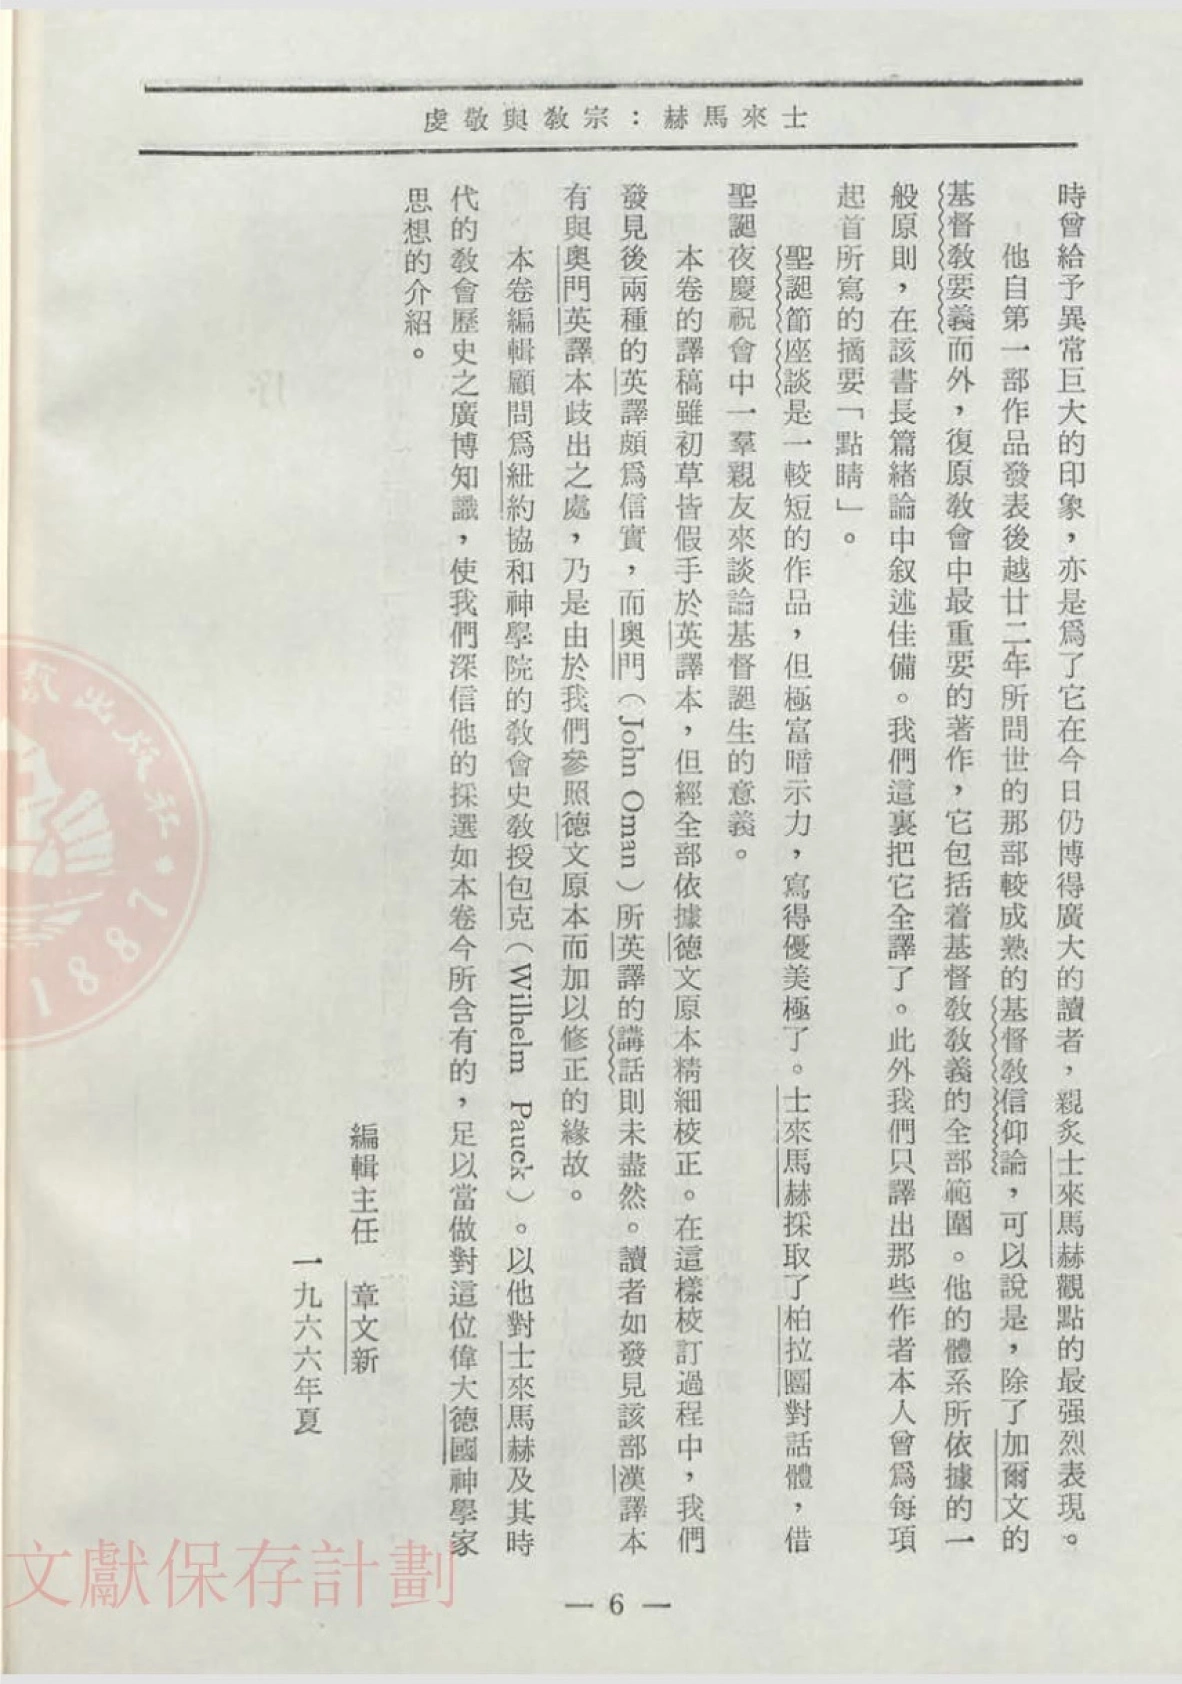 士來馬赫：宗教與敬虔
時曾給予異常巨大的印象，亦是爲了它在今日仍博得廣大的讀者，親炙士來馬赫觀點的最强烈表現。
他自第一部作品發表後越廿二年所問世的那部較成熟的基督教信仰論，可以說是，除了加爾文的
基督教要義而外，復原教會中最重要的著作，它包括着基督教教義的全部範圍。他的體系所依據的一
般原則，在該書長篇緒論中叙述佳備。我們這裏把它全譯了。此外我們只譯出那些作者本人曾爲每項
起首所寫的摘要「點睛」。
聖誕節座談是一較短的作品，但極富暗示力，寫得優美極了。士來馬赫採取了柏拉圖對話體，借
聖誕夜慶祝會中一羣親友來談論基督誕生的意義。
本卷的譯稿雖初草皆假手於英譯本，但經全部依據德文原本精細校正。在這樣校訂過程中，我們
發見後兩種的英譯頗爲信實，而奧門（John Oman）所英譯的講話則未盡然。讀者如發見該部漢譯本
有與奧門英譯本歧出之處，乃是由於我們參照德文原本而加以修正的緣故。
本卷編輯顧問爲紐約協和神學院的教會史教授包克（Wilhelm Pauck）。以他對士來馬赫及其時
代的教會歷史之廣博知識，使我們深信他的採選如本卷今所含有的，足以當做對這位偉大德國神學家
思想的介紹。
編輯主任 章文新
一九六六年夏
— 6 —
文獻保存計劃
教出版社・1888